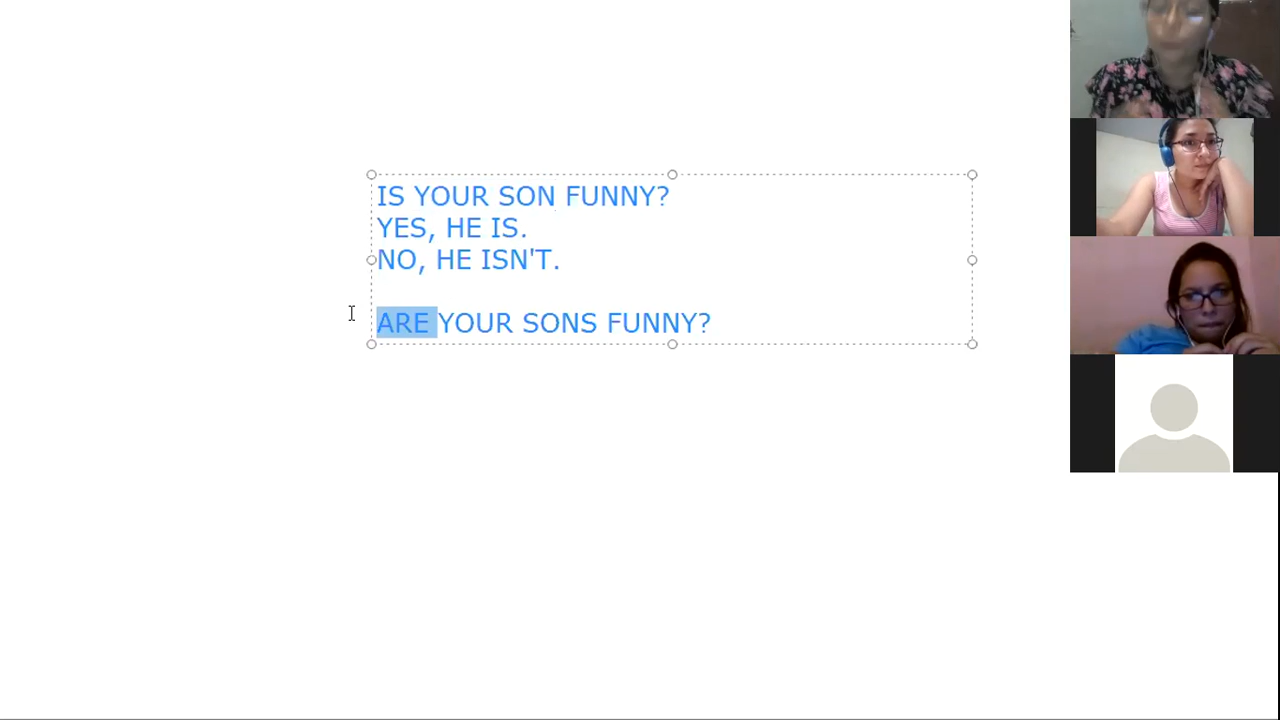 IS YOUR SON FUNNY?
YES, HE IS.
NO, HE ISN'T.
ARE YOUR SONS FUNNY?